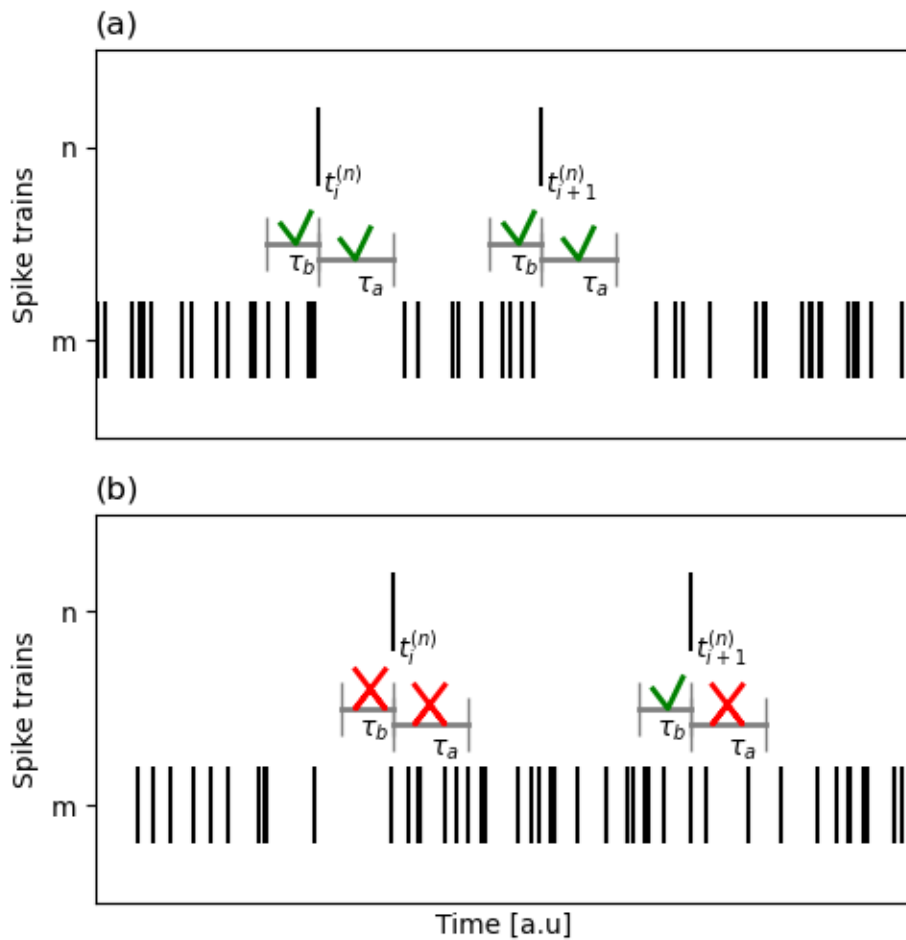 (a)
Spike trains
n
t_i^(n)
t_{i+1}^(n)
τ_b
τ_a
τ_b
τ_a
m
(b)
Spike trains
n
t_i^(n)
t_{i+1}^(n)
τ_b
τ_a
τ_b
τ_a
m
Time [a.u]